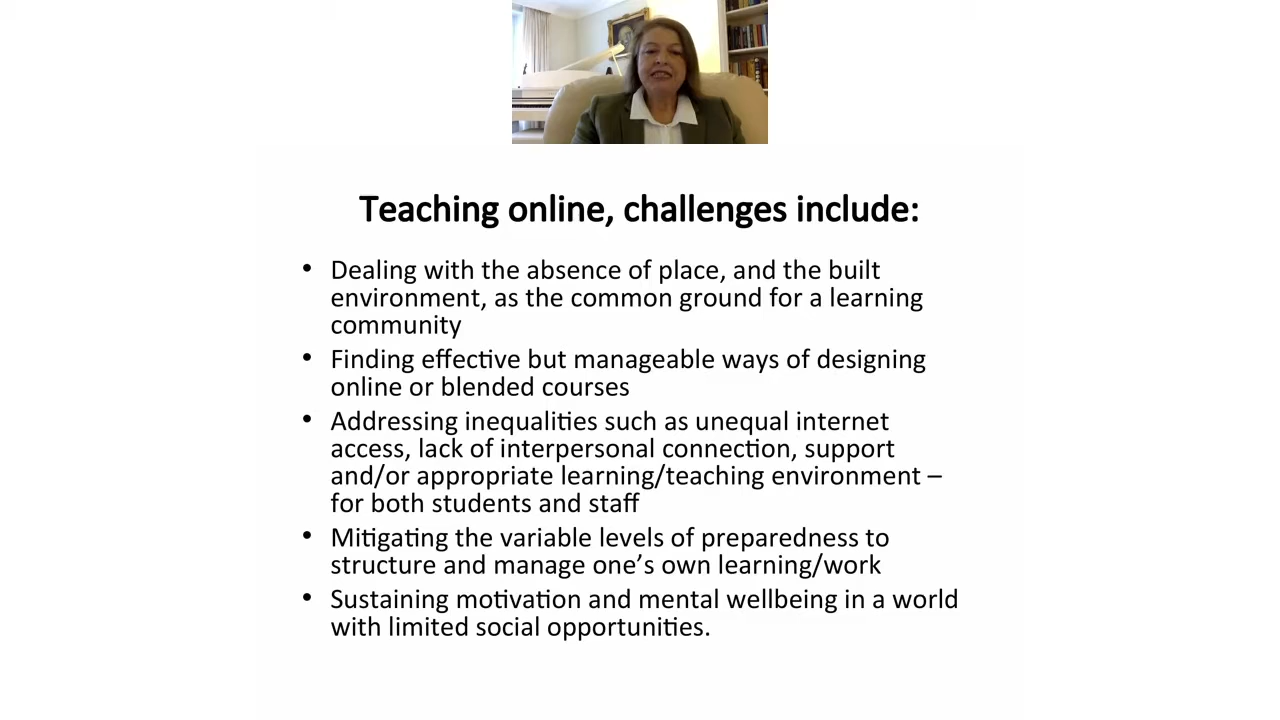 Teaching online, challenges include:
• Dealing with the absence of place, and the built
environment, as the common ground for a learning
community
• Finding effective but manageable ways of designing
online or blended courses
• Addressing inequalities such as unequal internet
access, lack of interpersonal connection, support
and/or appropriate learning/teaching environment –
for both students and staff
• Mitigating the variable levels of preparedness to
structure and manage one’s own learning/work
• Sustaining motivation and mental wellbeing in a world
with limited social opportunities.